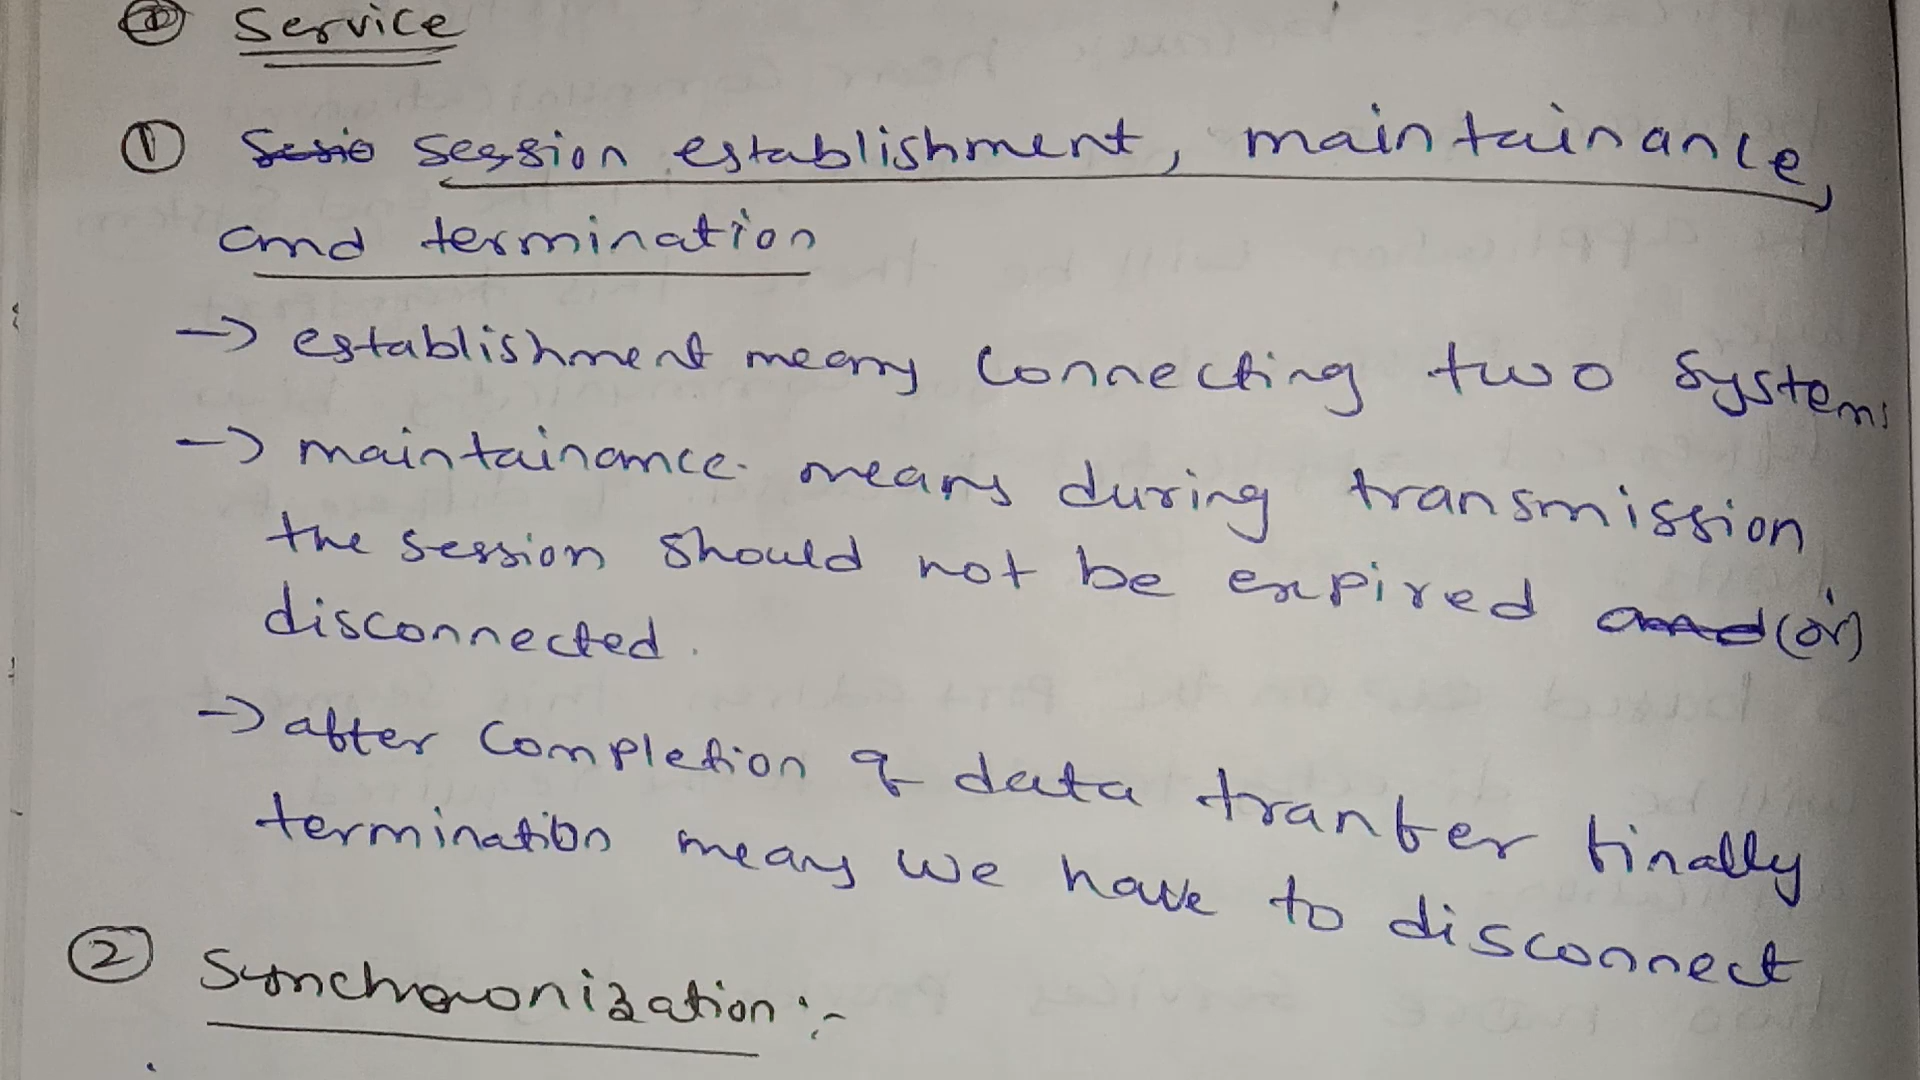 Service
① session establishment, maintainance,
and termination
→ establishment means connecting two systems
→ maintainance means during transmission
the session should not be expired (or)
disconnected.
→ after completion of data tranfer finally
termination means we have to disconnect
② Synchronization :-